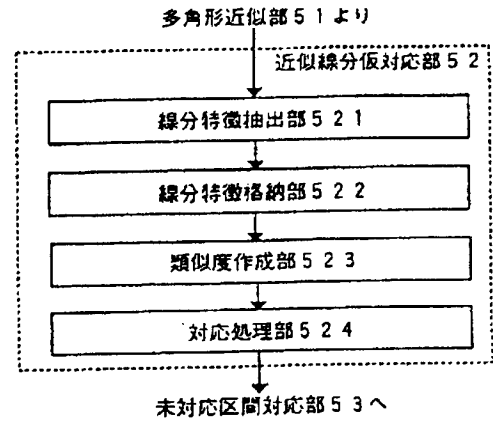 多角形近似部51より
近似線分仮対応部52
線分特徴抽出部521
線分特徴格納部522
類似度作成部523
対応処理部524
未対応区間対応部53へ